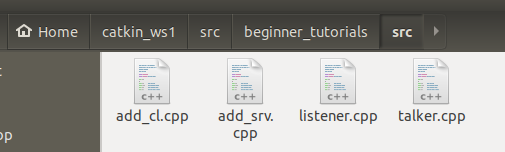 Home catkin_ws1 src beginner_tutorials src
c++ c++ c++ c++
add_cl.cpp add_srv. listener.cpp talker.cpp
cpp